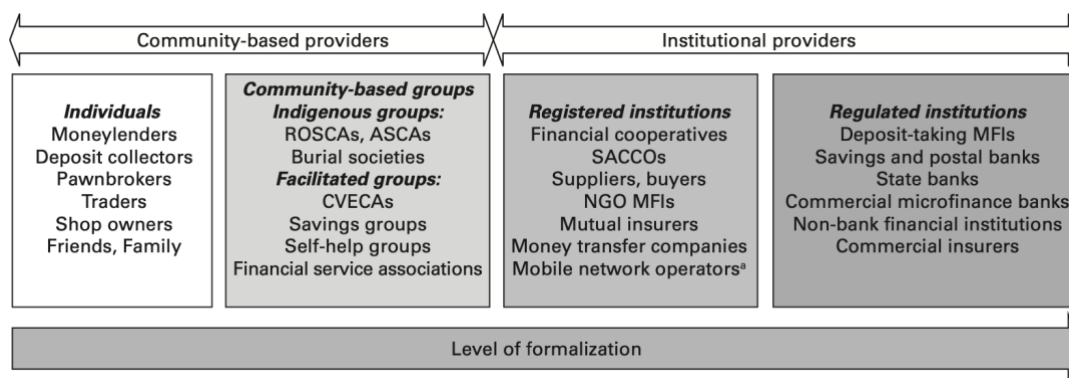 Community-based providers
Institutional providers
Individuals
Moneylenders
Deposit collectors
Pawnbrokers
Traders
Shop owners
Friends, Family
Community-based groups
Indigenous groups:
ROSCAs, ASCAs
Burial societies
Facilitated groups:
CVECAs
Savings groups
Self-help groups
Financial service associations
Registered institutions
Financial cooperatives
SACCOs
Suppliers, buyers
NGO MFIs
Mutual insurers
Money transfer companies
Mobile network operatorsᵃ
Regulated institutions
Deposit-taking MFIs
Savings and postal banks
State banks
Commercial microfinance banks
Non-bank financial institutions
Commercial insurers
Level of formalization